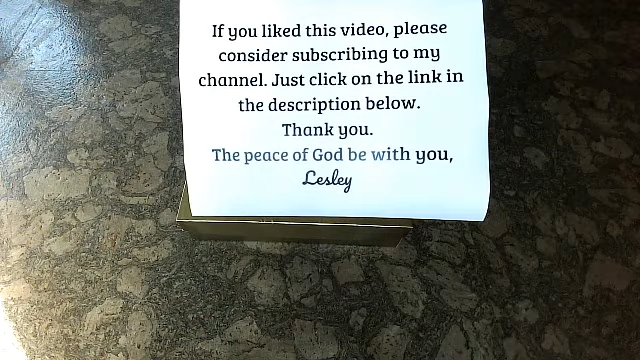 If you liked this video, please
consider subscribing to my
channel. Just click on the link in
the description below.
Thank you.
The peace of God be with you,
Lesley